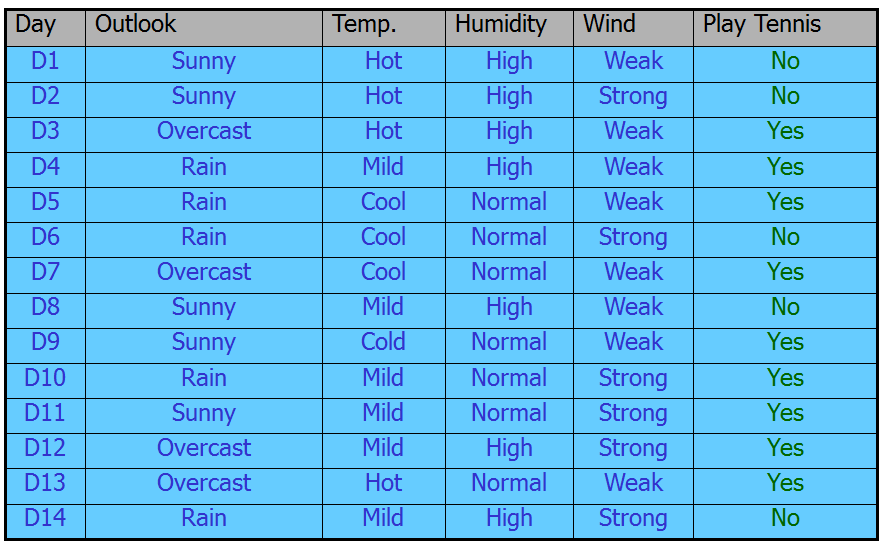 Day Outlook Temp. Humidity Wind Play Tennis
D1 Sunny Hot High Weak No
D2 Sunny Hot High Strong No
D3 Overcast Hot High Weak Yes
D4 Rain Mild High Weak Yes
D5 Rain Cool Normal Weak Yes
D6 Rain Cool Normal Strong No
D7 Overcast Cool Normal Weak Yes
D8 Sunny Mild High Weak No
D9 Sunny Cold Normal Weak Yes
D10 Rain Mild Normal Strong Yes
D11 Sunny Mild Normal Strong Yes
D12 Overcast Mild High Strong Yes
D13 Overcast Hot Normal Weak Yes
D14 Rain Mild High Strong No